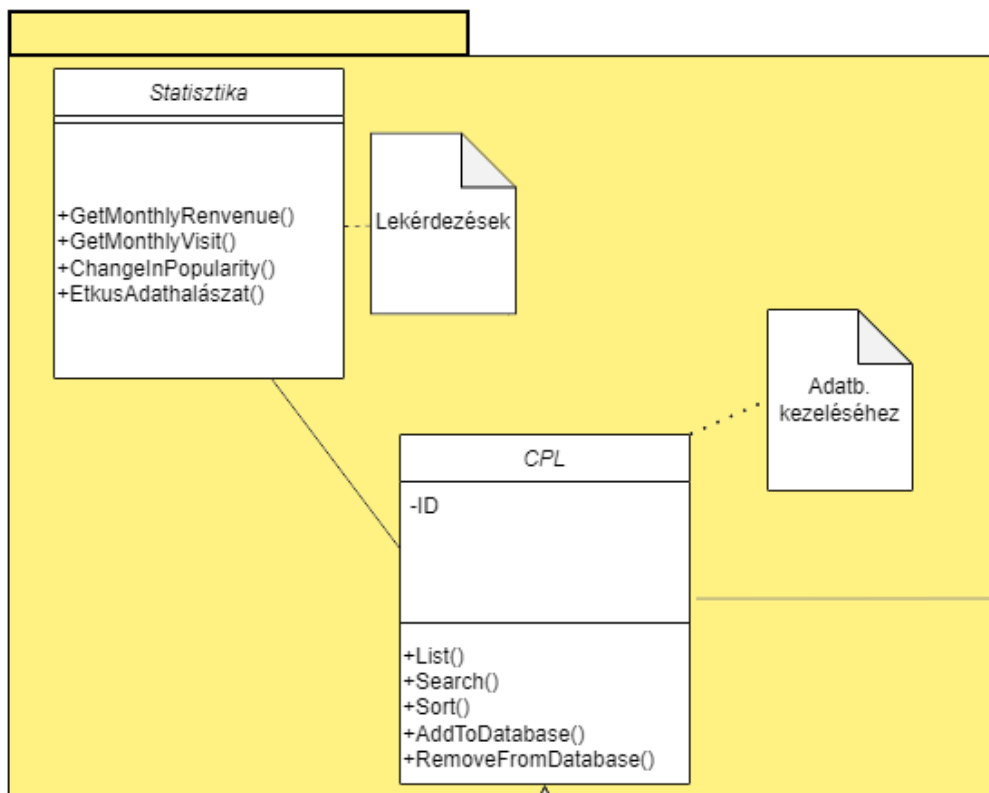 Statisztika
+GetMonthlyRenvenue()
+GetMonthlyVisit()
+ChangeInPopularity()
+EtkusAdathalászat()
Lekérdezések
Adatb.
kezeléséhez
CPL
-ID
+List()
+Search()
+Sort()
+AddToDatabase()
+RemoveFromDatabase()